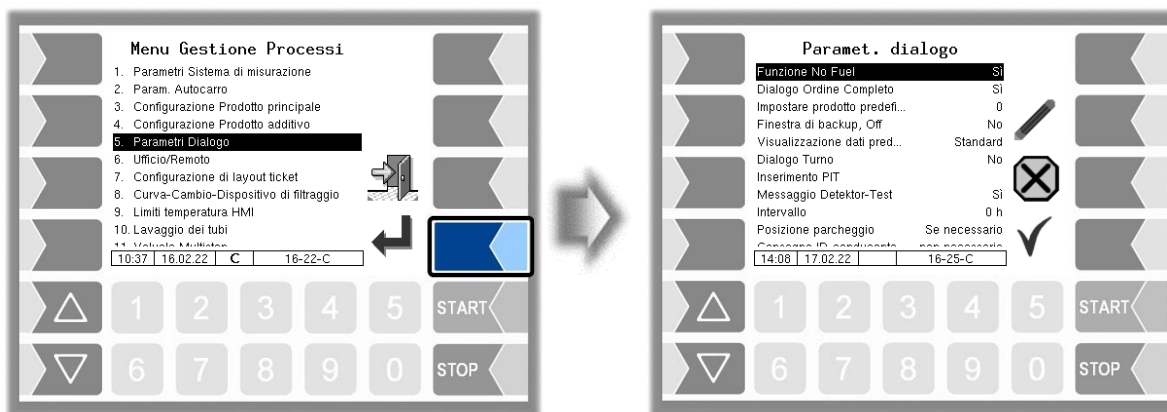 Menu Gestione Processi
1. Parametri Sistema di misurazione
2. Param. Autocarro
3. Configurazione Prodotto principale
4. Configurazione Prodotto additivo
5. Parametri Dialogo
6. Ufficio/Remoto
7. Configurazione di layout ticket
8. Curva-Cambio-Dispositivo di filtraggio
9. Limiti temperatura HMI
10. Lavaggio dei tubi
10:37 16.02.22 C 16-22-C
1 2 3 4 5 START
6 7 8 9 0 STOP
Paramet. dialogo
Funzione No Fuel Sì
Dialogo Ordine Completo Sì
Impostare prodotto predefi... 0
Finestra di backup, Off No
Visualizzazione dati pred... Standard
Dialogo Turno No
Inserimento PIT
Messaggio Detektor-Test Sì
Intervallo 0 h
Posizione parcheggio Se necessario
14:08 17.02.22 16-25-C
1 2 3 4 5 START
6 7 8 9 0 STOP